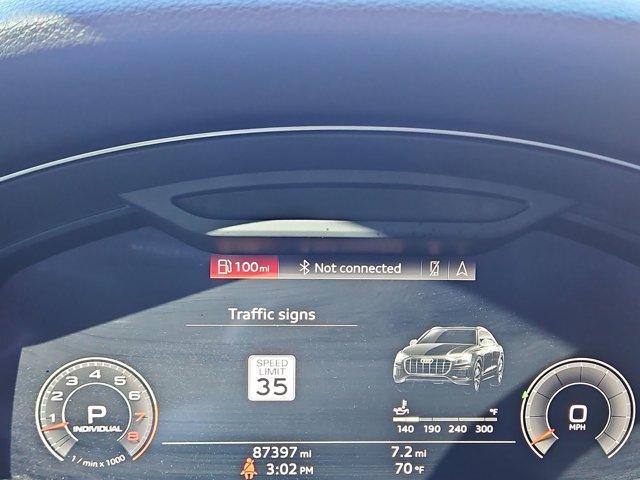 100 mi Not connected
Traffic signs
SPEED
LIMIT
35
1 2 3 4 5 6 7 8
P
INDIVIDUAL
1 / min x 1000
°F
140 190 240 300
0
MPH
87397 mi 7.2 mi
3:02 PM 70 °F